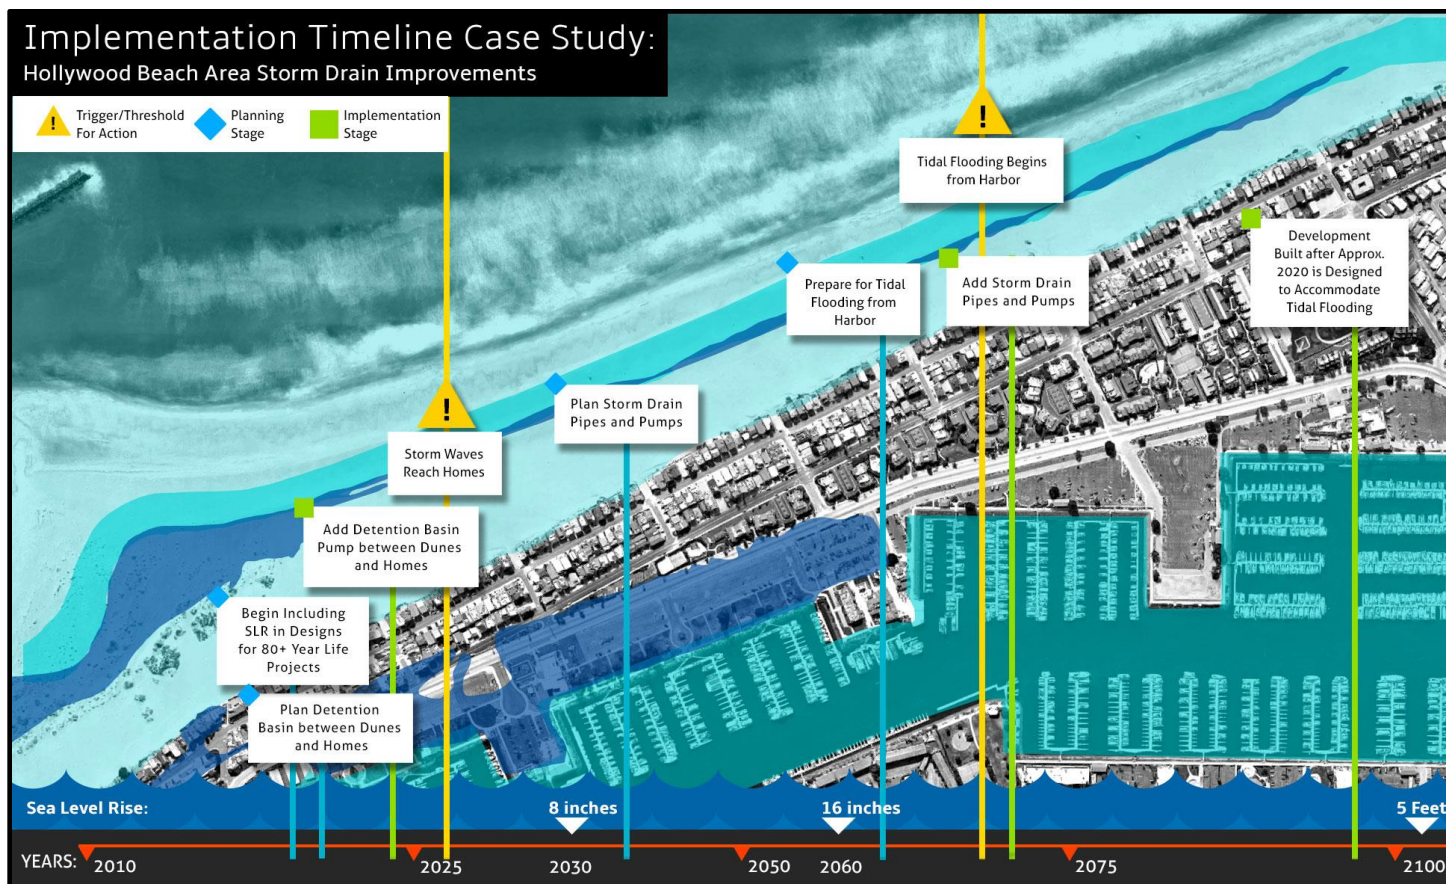 Implementation Timeline Case Study:
Hollywood Beach Area Storm Drain Improvements
! Trigger/Threshold
For Action
Planning
Stage
Implementation
Stage
!
Tidal Flooding Begins
from Harbor
Development
Built after Approx.
2020 is Designed
to Accommodate
Tidal Flooding
Prepare for Tidal
Flooding from
Harbor
Add Storm Drain
Pipes and Pumps
Plan Storm Drain
Pipes and Pumps
!
Storm Waves
Reach Homes
Add Detention Basin
Pump between Dunes
and Homes
Begin Including
SLR in Designs
for 80+ Year Life
Projects
Plan Detention
Basin between Dunes
and Homes
Sea Level Rise: 8 inches 16 inches 5 Feet
YEARS: 2010 2025 2030 2050 2060 2075 2100